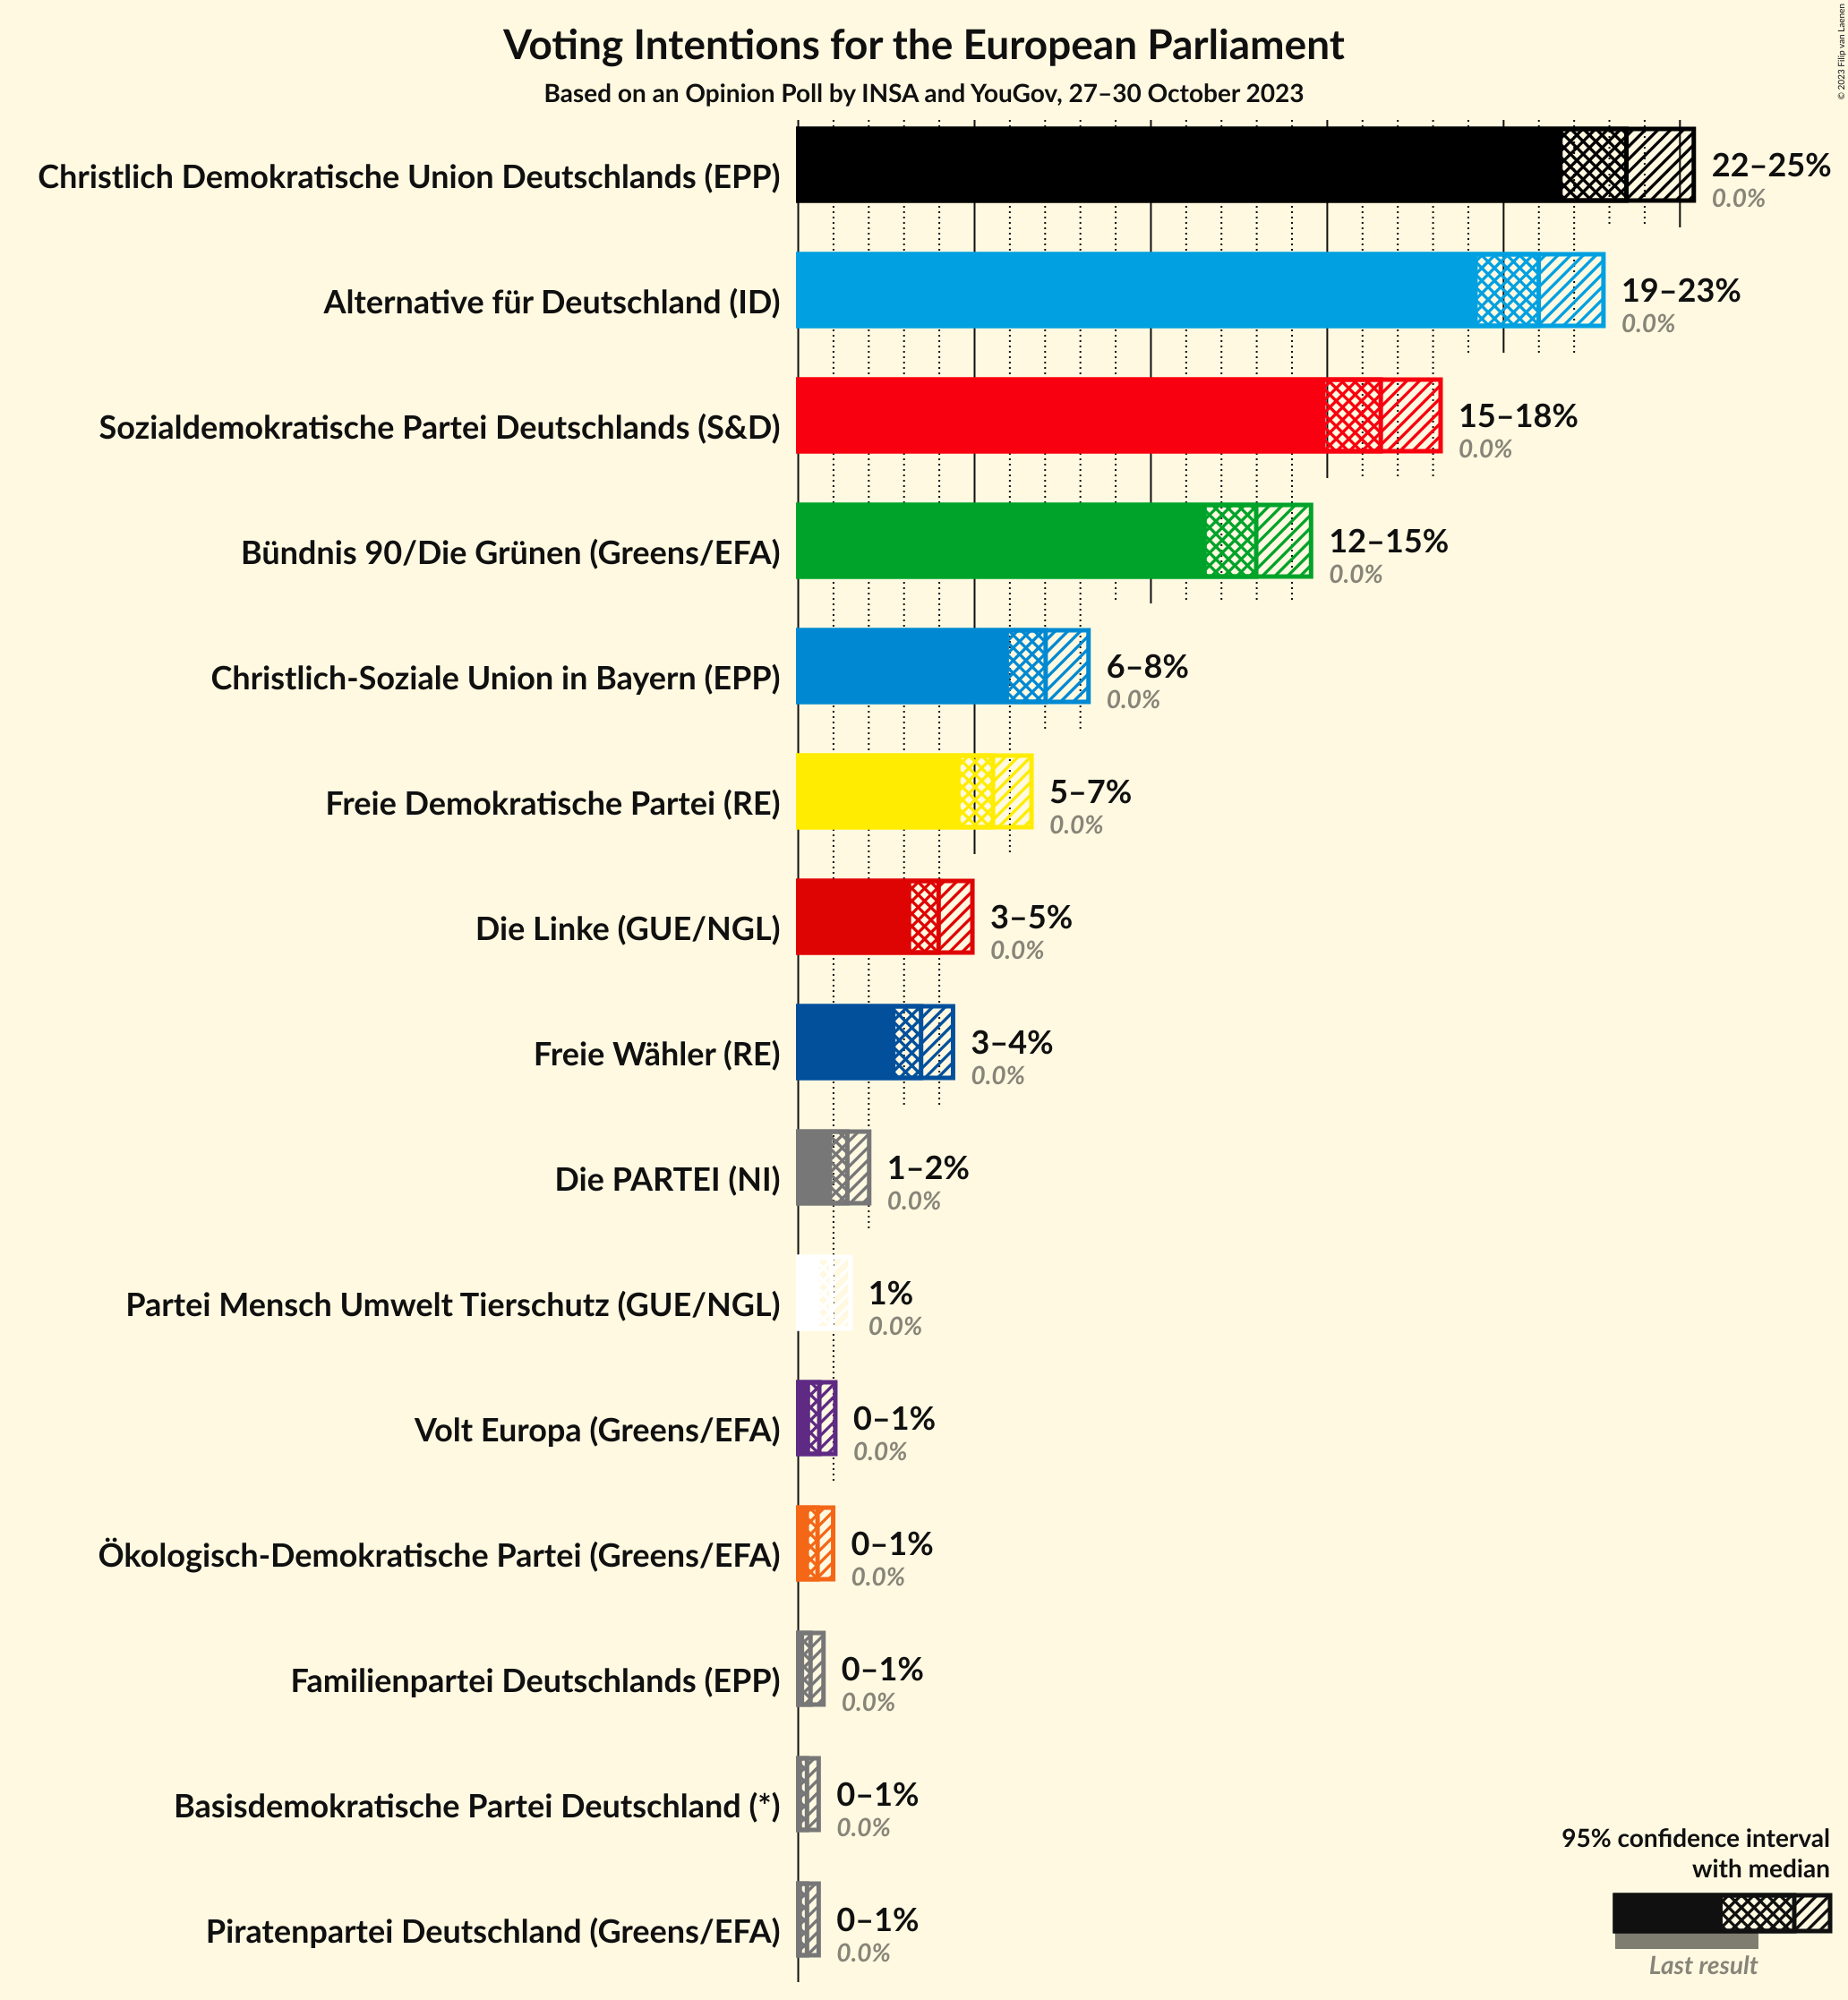 Voting Intentions for the European Parliament
Based on an Opinion Poll by INSA and YouGov, 27–30 October 2023
© 2023 Filip van Laenen
Christlich Demokratische Union Deutschlands (EPP)
22–25%
0.0%
Alternative für Deutschland (ID)
19–23%
0.0%
Sozialdemokratische Partei Deutschlands (S&D)
15–18%
0.0%
Bündnis 90/Die Grünen (Greens/EFA)
12–15%
0.0%
Christlich-Soziale Union in Bayern (EPP)
6–8%
0.0%
Freie Demokratische Partei (RE)
5–7%
0.0%
Die Linke (GUE/NGL)
3–5%
0.0%
Freie Wähler (RE)
3–4%
0.0%
Die PARTEI (NI)
1–2%
0.0%
Partei Mensch Umwelt Tierschutz (GUE/NGL)
1%
0.0%
Volt Europa (Greens/EFA)
0–1%
0.0%
Ökologisch-Demokratische Partei (Greens/EFA)
0–1%
0.0%
Familienpartei Deutschlands (EPP)
0–1%
0.0%
Basisdemokratische Partei Deutschland (*)
0–1%
0.0%
Piratenpartei Deutschland (Greens/EFA)
0–1%
0.0%
95% confidence interval
with median
Last result